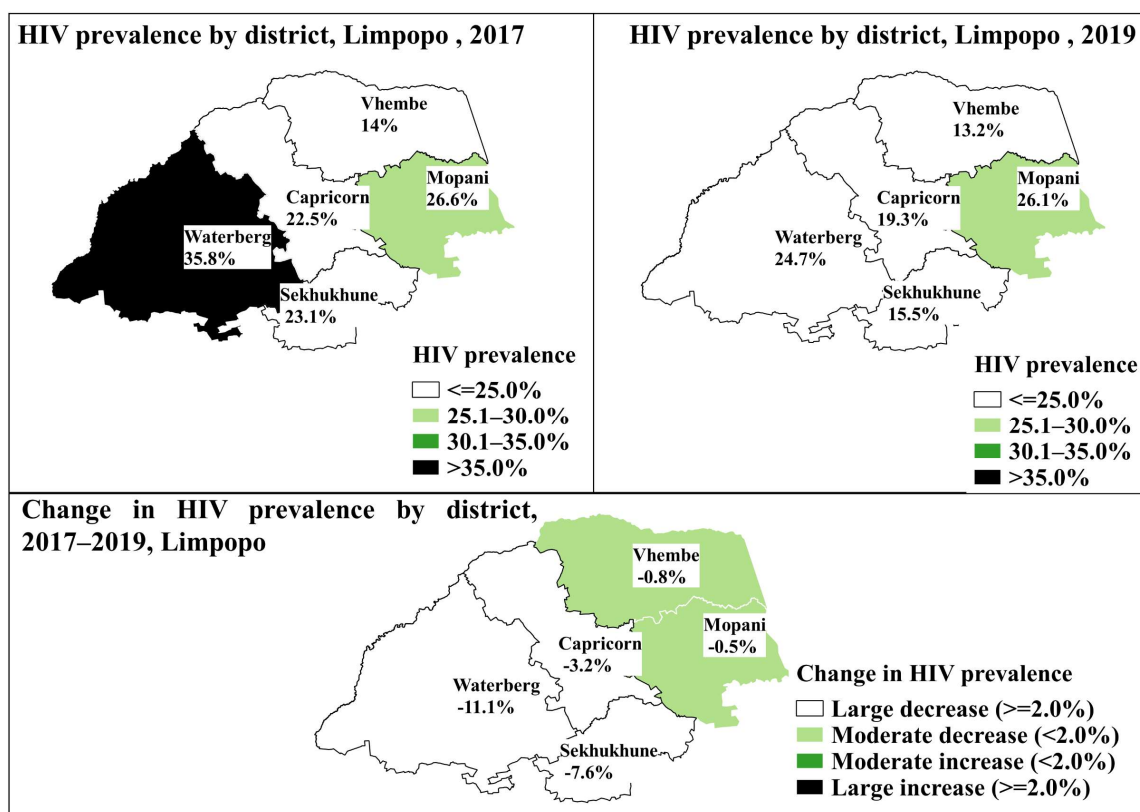 HIV prevalence by district, Limpopo , 2017
Vhembe
14%
Mopani
26.6%
Capricorn
22.5%
Waterberg
35.8%
Sekhukhune
23.1%
HIV prevalence
<=25.0%
25.1–30.0%
30.1–35.0%
>35.0%
HIV prevalence by district, Limpopo , 2019
Vhembe
13.2%
Mopani
26.1%
Capricorn
19.3%
Waterberg
24.7%
Sekhukhune
15.5%
HIV prevalence
<=25.0%
25.1–30.0%
30.1–35.0%
>35.0%
Change in HIV prevalence by district,
2017–2019, Limpopo
Vhembe
-0.8%
Mopani
-0.5%
Capricorn
-3.2%
Waterberg
-11.1%
Sekhukhune
-7.6%
Change in HIV prevalence
Large decrease (>=2.0%)
Moderate decrease (<2.0%)
Moderate increase (<2.0%)
Large increase (>=2.0%)